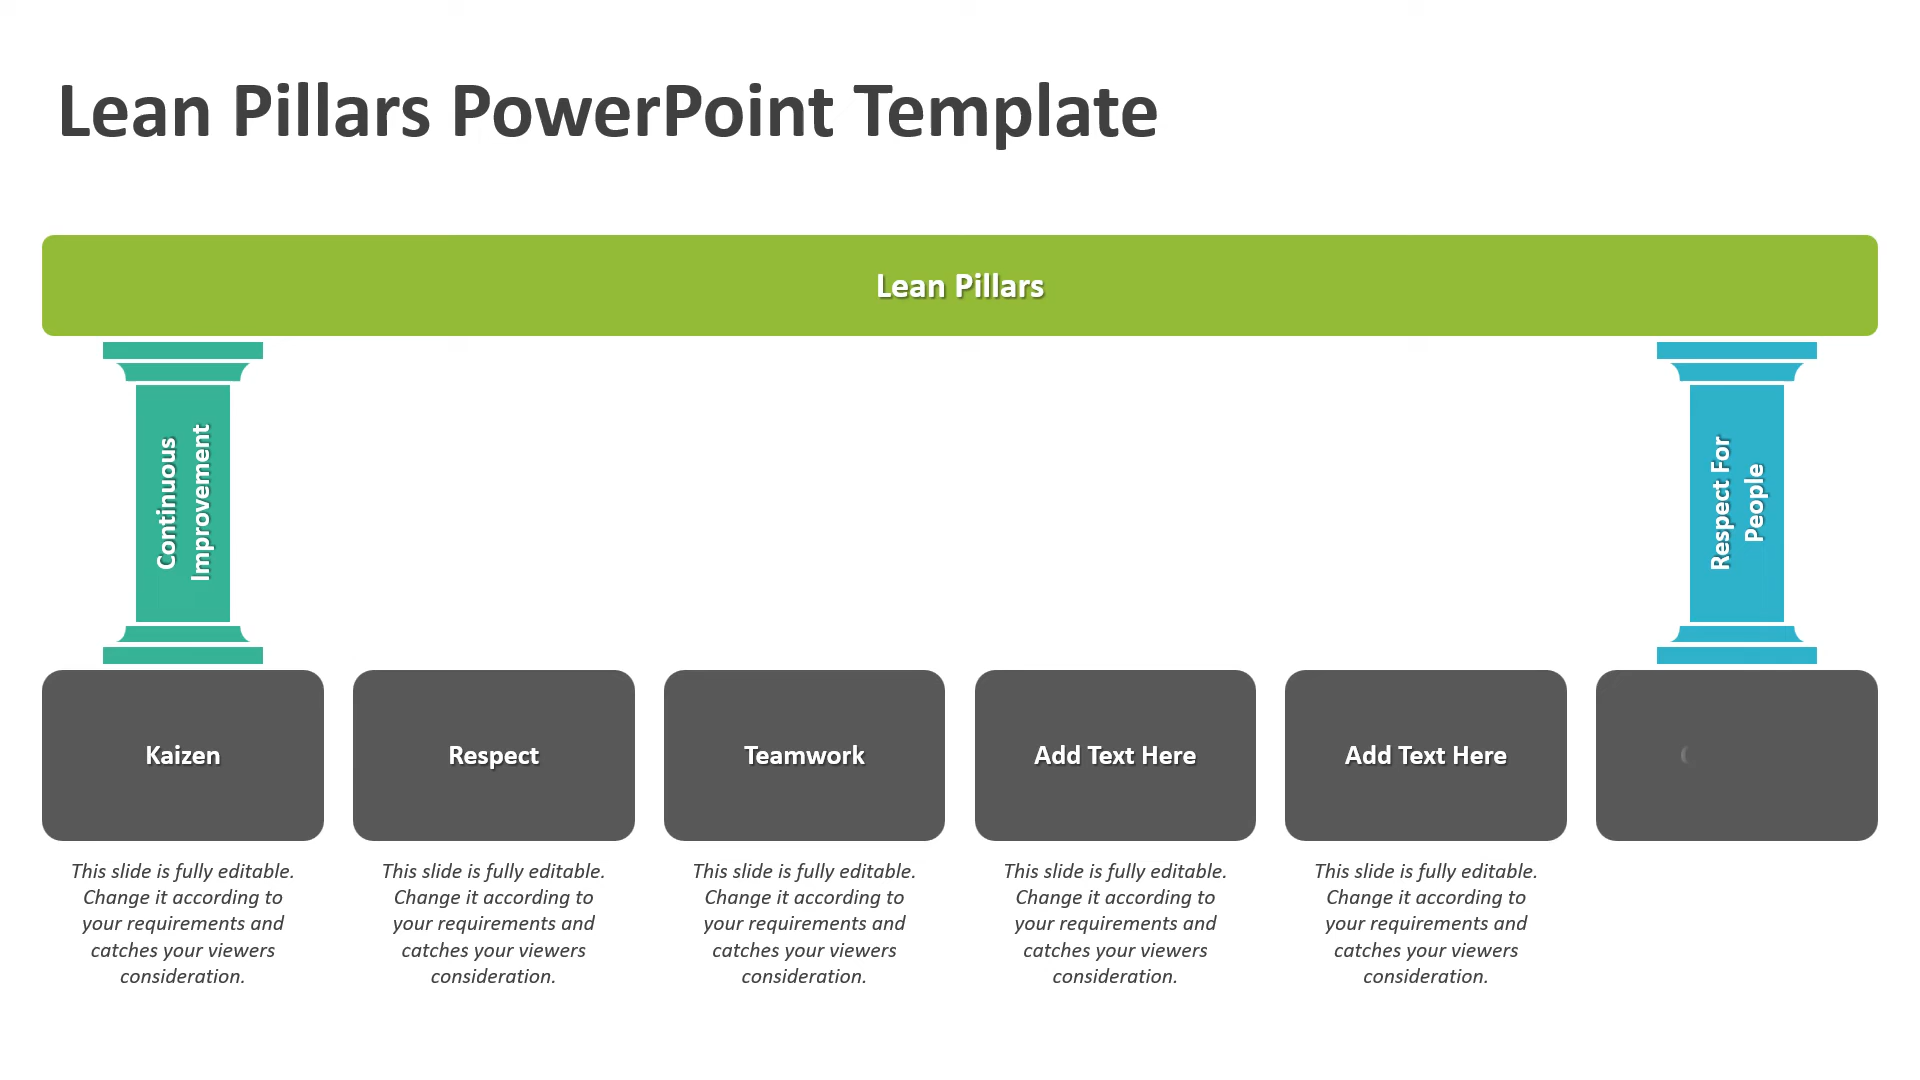 Lean Pillars PowerPoint Template
Lean Pillars
Continuous
Improvement
Respect For
People
Kaizen
Respect
Teamwork
Add Text Here
Add Text Here
This slide is fully editable.
Change it according to
your requirements and
catches your viewers
consideration.
This slide is fully editable.
Change it according to
your requirements and
catches your viewers
consideration.
This slide is fully editable.
Change it according to
your requirements and
catches your viewers
consideration.
This slide is fully editable.
Change it according to
your requirements and
catches your viewers
consideration.
This slide is fully editable.
Change it according to
your requirements and
catches your viewers
consideration.